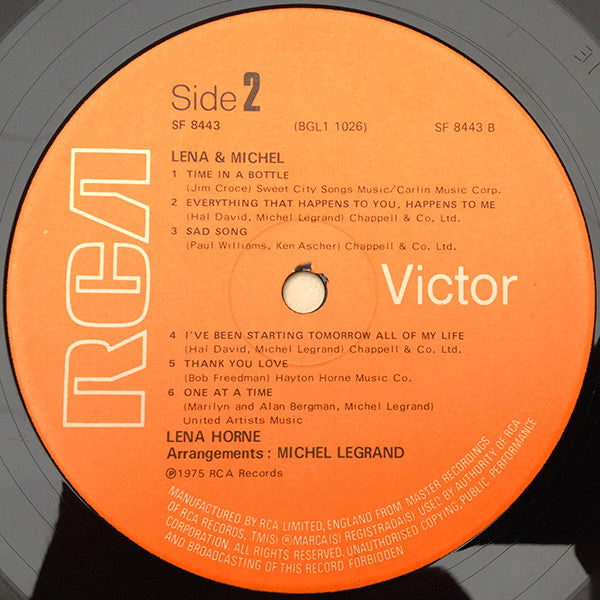 Side 2
SF 8443 (BGL1 1026) SF 8443 B
LENA & MICHEL
1 TIME IN A BOTTLE
(Jim Croce) Sweet City Songs Music/Carlin Music Corp.
2 EVERYTHING THAT HAPPENS TO YOU, HAPPENS TO ME
(Hal David, Michel Legrand) Chappell & Co. Ltd.
3 SAD SONG
(Paul Williams, Ken Ascher) Chappell & Co. Ltd.
RCA
Victor
4 I'VE BEEN STARTING TOMORROW ALL OF MY LIFE
(Hal David, Michel Legrand) Chappell & Co. Ltd.
5 THANK YOU LOVE
(Bob Freedman) Hayton Horne Music Co.
6 ONE AT A TIME
(Marilyn and Alan Bergman, Michel Legrand)
United Artists Music
LENA HORNE
Arrangements : MICHEL LEGRAND
℗1975 RCA Records
MANUFACTURED BY RCA LIMITED, ENGLAND FROM MASTER RECORDINGS
OF RCA RECORDS. TM(S) ® MARCA(S) REGISTRADA(S) USED BY AUTHORITY OF RCA
CORPORATION. ALL RIGHTS RESERVED. UNAUTHORISED COPYING, PUBLIC PERFORMANCE
AND BROADCASTING OF THIS RECORD FORBIDDEN